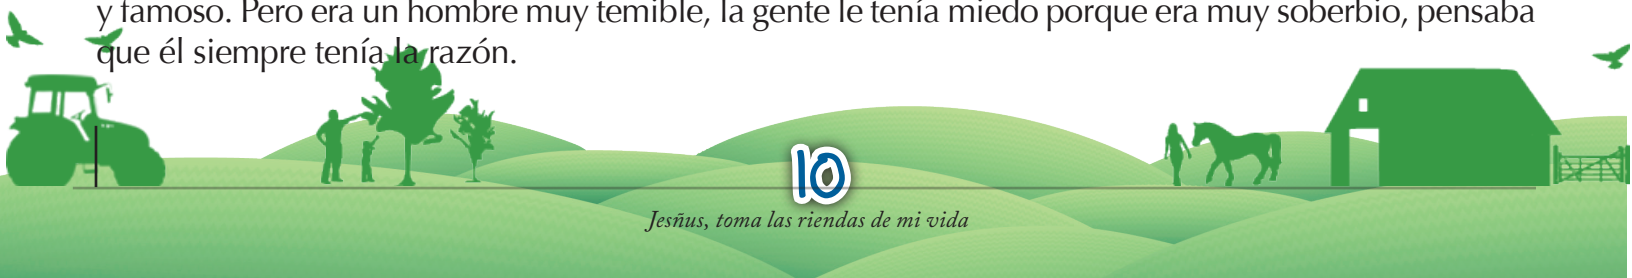 y famoso. Pero era un hombre muy temible, la gente le tenía miedo porque era muy soberbio, pensaba
que él siempre tenía la razón.
10
Jesñus, toma las riendas de mi vida